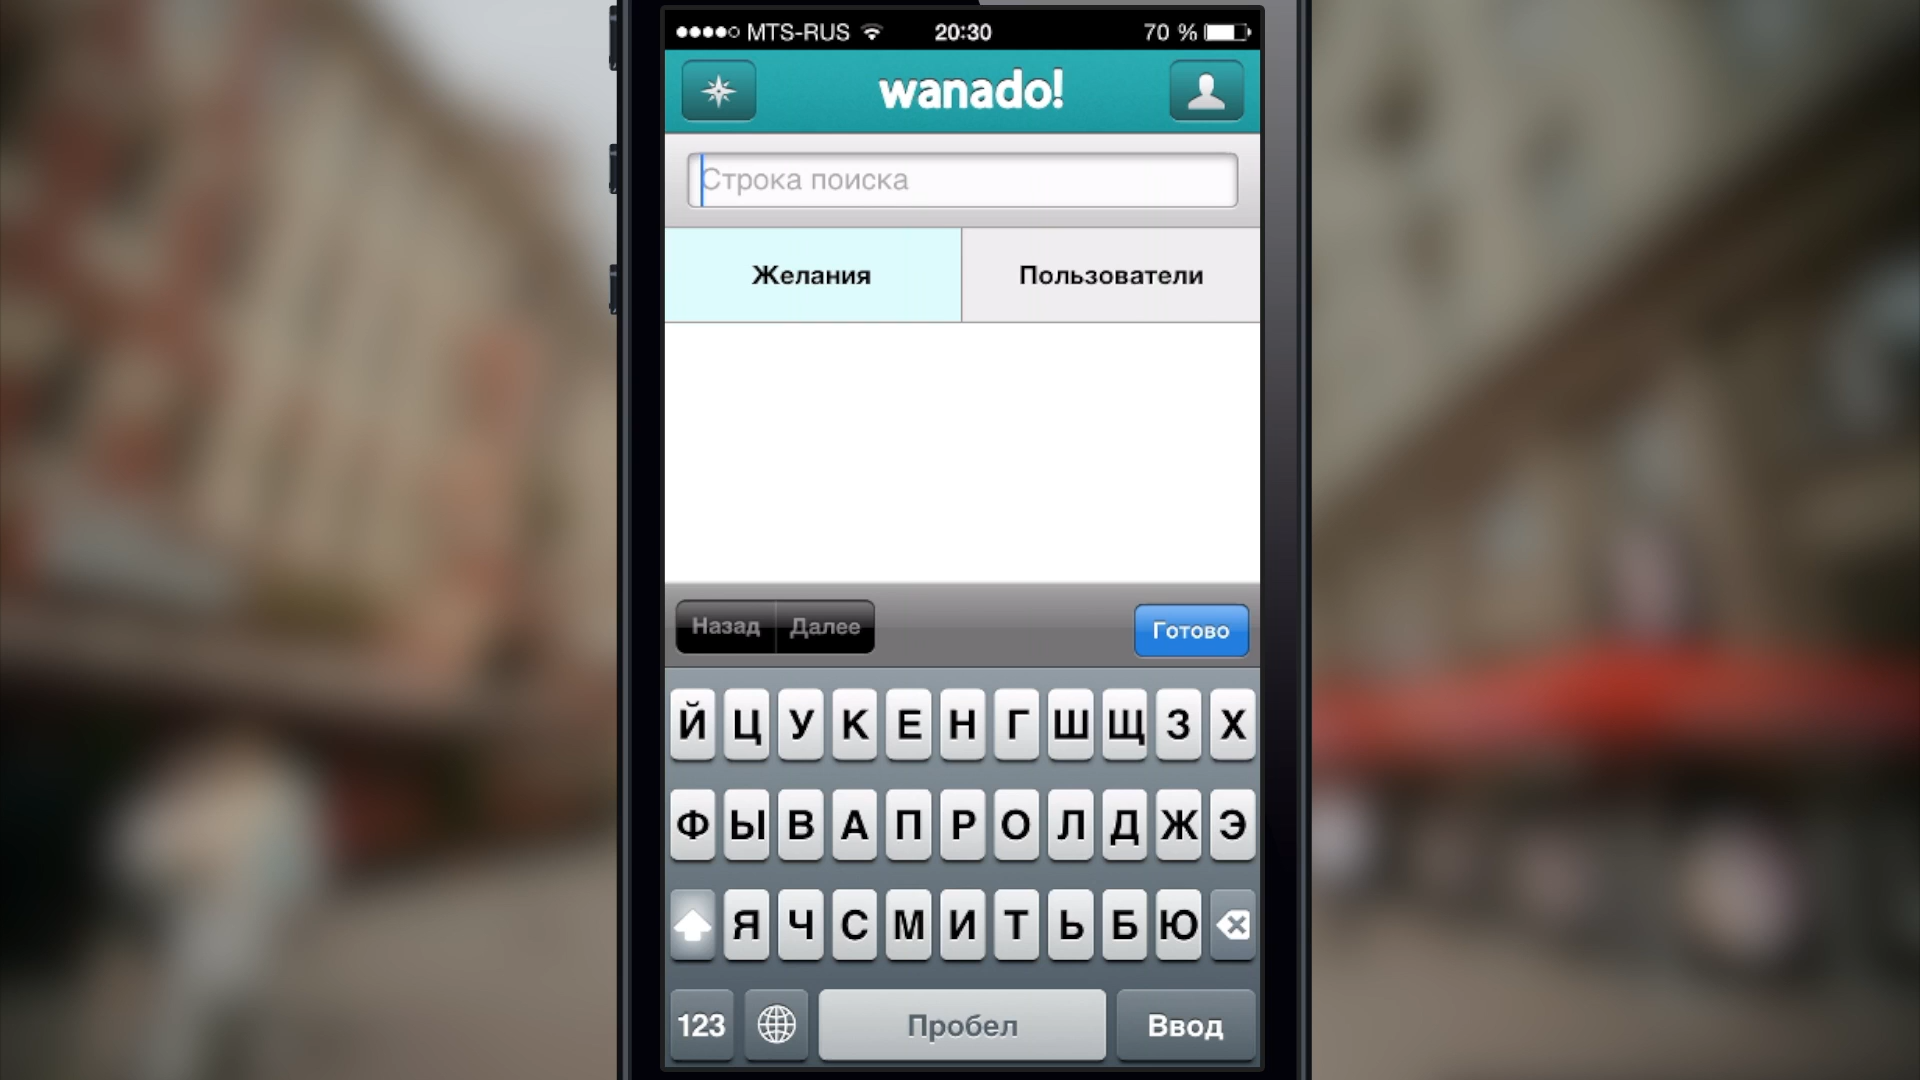 MTS-RUS 20:30 70 %
wanado!
Строка поиска
Желания Пользователи
Назад Далее Готово
Й Ц У К Е Н Г Ш Щ З Х
Ф Ы В А П Р О Л Д Ж Э
Я Ч С М И Т Ь Б Ю
123 Пробел Ввод